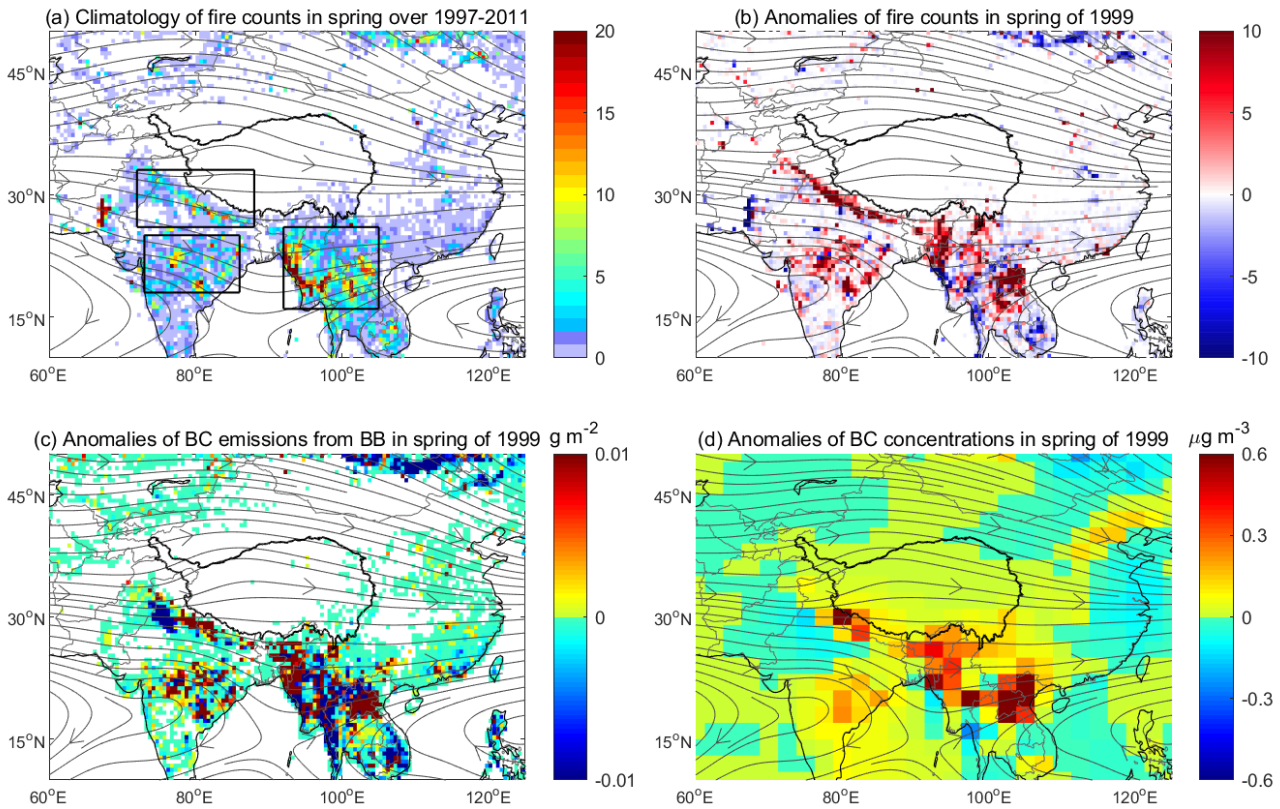 (a) Climatology of fire counts in spring over 1997-2011
(b) Anomalies of fire counts in spring of 1999
45°N
30°N
15°N
60°E 80°E 100°E 120°E
20
15
10
5
0
45°N
30°N
15°N
60°E 80°E 100°E 120°E
10
5
0
-5
-10
(c) Anomalies of BC emissions from BB in spring of 1999 g m-2
(d) Anomalies of BC concentrations in spring of 1999 μg m-3
45°N
30°N
15°N
60°E 80°E 100°E 120°E
0.01
0
-0.01
45°N
30°N
15°N
60°E 80°E 100°E 120°E
0.6
0.3
0
-0.3
-0.6